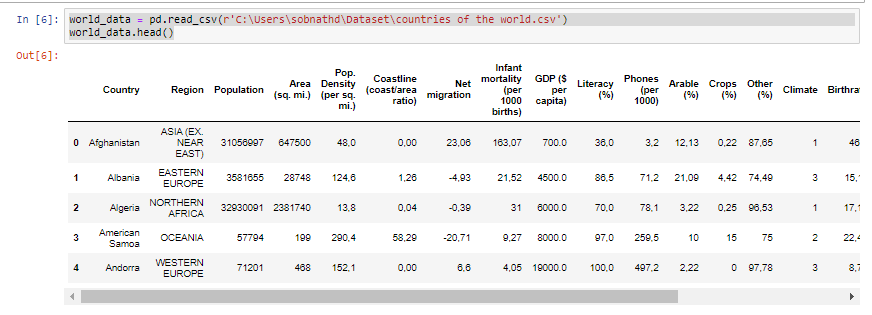 In [6]: world_data = pd.read_csv(r'C:\Users\sobnathd\Dataset\countries of the world.csv')
world_data.head()
Out[6]:
Country Region Population Area (sq. mi.) Pop. Density (per sq. mi.) Coastline (coast/area ratio) Net migration Infant mortality (per 1000 births) GDP ($ per capita) Literacy (%) Phones (per 1000) Arable (%) Crops (%) Other (%) Climate Birthra
0 Afghanistan ASIA (EX. NEAR EAST) 31056997 647500 48,0 0,00 23,06 163,07 700.0 36,0 3,2 12,13 0,22 87,65 1 46
1 Albania EASTERN EUROPE 3581655 28748 124,6 1,26 -4,93 21,52 4500.0 86,5 71,2 21,09 4,42 74,49 3 15,
2 Algeria NORTHERN AFRICA 32930091 2381740 13,8 0,04 -0,39 31 6000.0 70,0 78,1 3,22 0,25 96,53 1 17,1
3 American Samoa OCEANIA 57794 199 290,4 58,29 -20,71 9,27 8000.0 97,0 259,5 10 15 75 2 22,4
4 Andorra WESTERN EUROPE 71201 468 152,1 0,00 6,6 4,05 19000.0 100,0 497,2 2,22 0 97,78 3 8,7